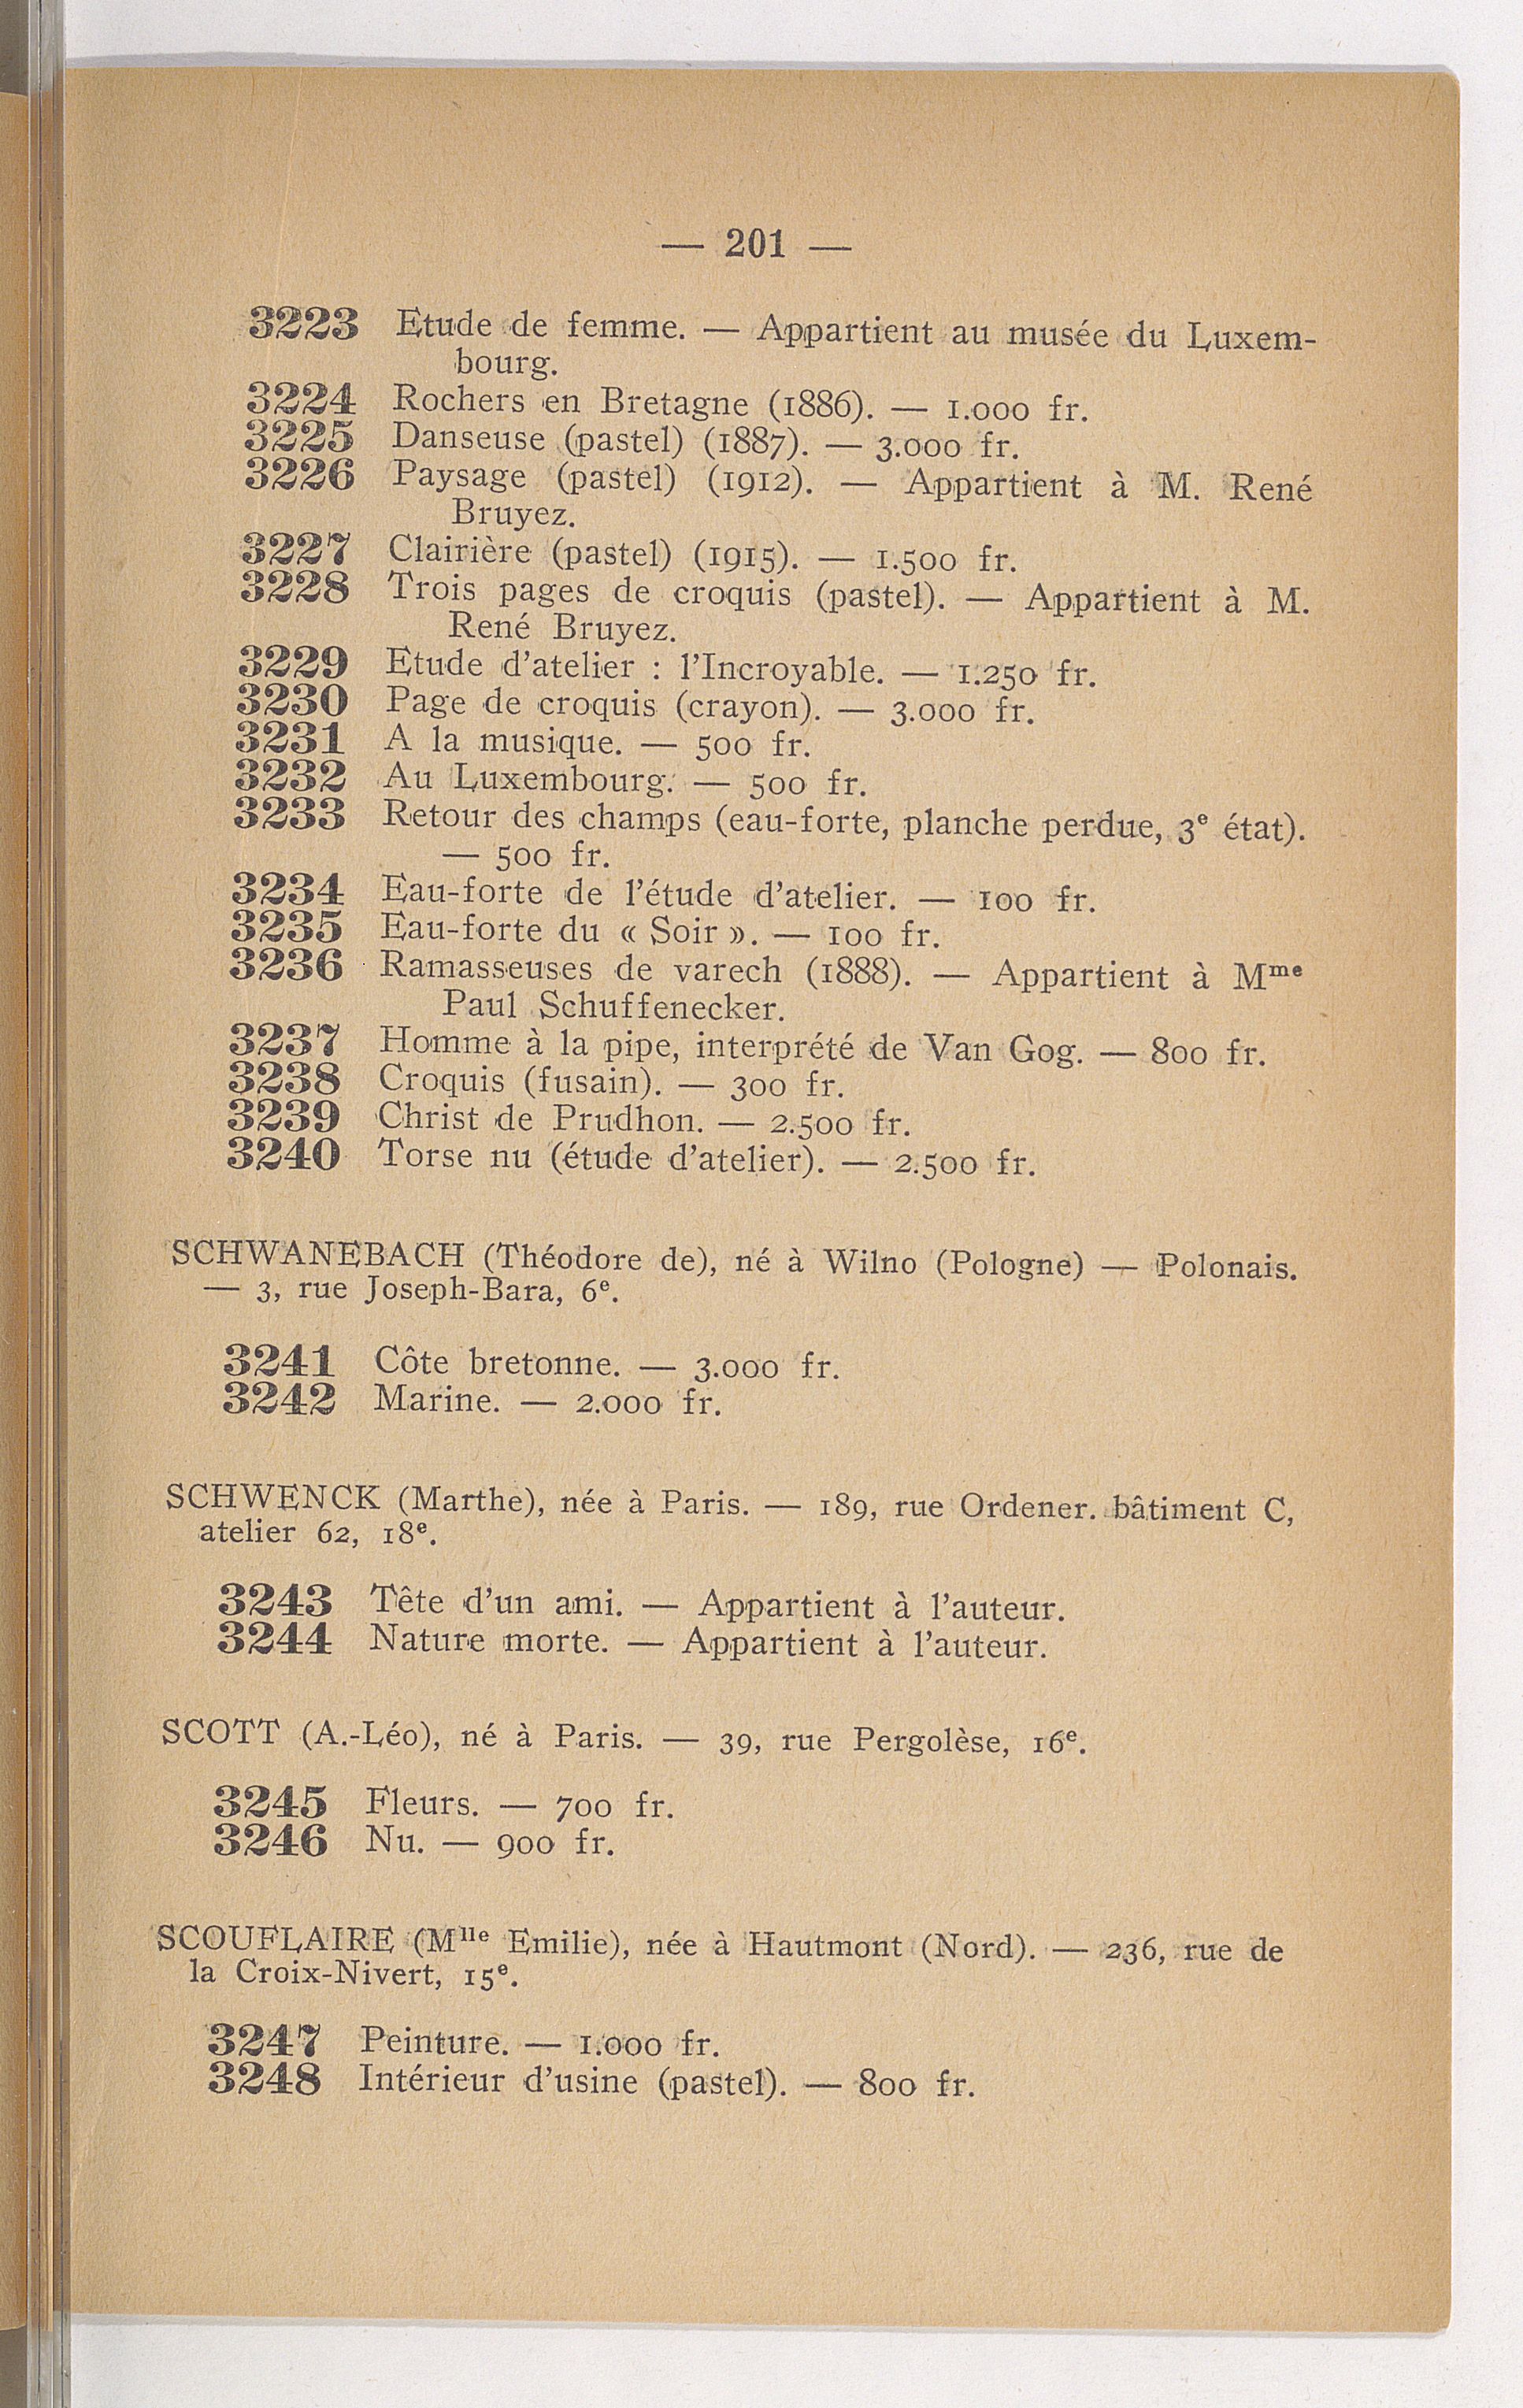 — 201 —
3223 Etude de femme. — Appartient au musée du Luxem-
bourg.
3224 Rochers en Bretagne (1886). — 1.000 fr.
3225 Danseuse (pastel) (1887). — 3.000 fr.
3226 Paysage (pastel) (1912). — Appartient à M. René
Bruyez.
3227 Clairière (pastel) (1915). — 1.500 fr.
3228 Trois pages de croquis (pastel). — Appartient à M.
René Bruyez.
3229 Etude d'atelier : l'Incroyable. — 1.250 fr.
3230 Page de croquis (crayon). — 3.000 fr.
3231 A la musique. — 500 fr.
3232 Au Luxembourg. — 500 fr.
3233 Retour des champs (eau-forte, planche perdue, 3e état).
— 500 fr.
3234 Eau-forte de l'étude d'atelier. — 100 fr.
3235 Eau-forte du « Soir ». — 100 fr.
3236 Ramasseuses de varech (1888). — Appartient à Mme
Paul Schuffenecker.
3237 Homme à la pipe, interprété de Van Gog. — 800 fr.
3238 Croquis (fusain). — 300 fr.
3239 Christ de Prudhon. — 2.500 fr.
3240 Torse nu (étude d'atelier). — 2.500 fr.
SCHWANEBACH (Théodore de), né à Wilno (Pologne) — Polonais.
— 3, rue Joseph-Bara, 6e.
3241 Côte bretonne. — 3.000 fr.
3242 Marine. — 2.000 fr.
SCHWENCK (Marthe), née à Paris. — 189, rue Ordener. bâtiment C,
atelier 62, 18e.
3243 Tête d'un ami. — Appartient à l'auteur.
3244 Nature morte. — Appartient à l'auteur.
SCOTT (A.-Léo), né à Paris. — 39, rue Pergolèse, 16e.
3245 Fleurs. — 700 fr.
3246 Nu. — 900 fr.
SCOUFLAIRE (Mlle Emilie), née à Hautmont (Nord). — 236, rue de
la Croix-Nivert, 15e.
3247 Peinture. — 1.000 fr.
3248 Intérieur d'usine (pastel). — 800 fr.